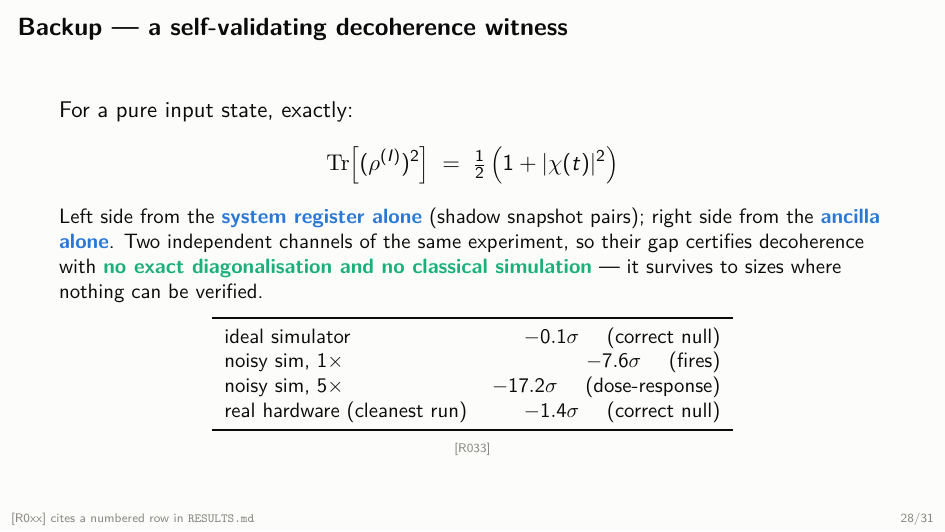 Backup — a self-validating decoherence witness
For a pure input state, exactly:
Tr[(ρ^(I))²] = ½ (1 + |χ(t)|²)
Left side from the system register alone (shadow snapshot pairs); right side from the ancilla
alone. Two independent channels of the same experiment, so their gap certifies decoherence
with no exact diagonalisation and no classical simulation — it survives to sizes where
nothing can be verified.
ideal simulator −0.1σ (correct null)
noisy sim, 1× −7.6σ (fires)
noisy sim, 5× −17.2σ (dose-response)
real hardware (cleanest run) −1.4σ (correct null)
[R033]
[R0xx] cites a numbered row in RESULTS.md 28/31